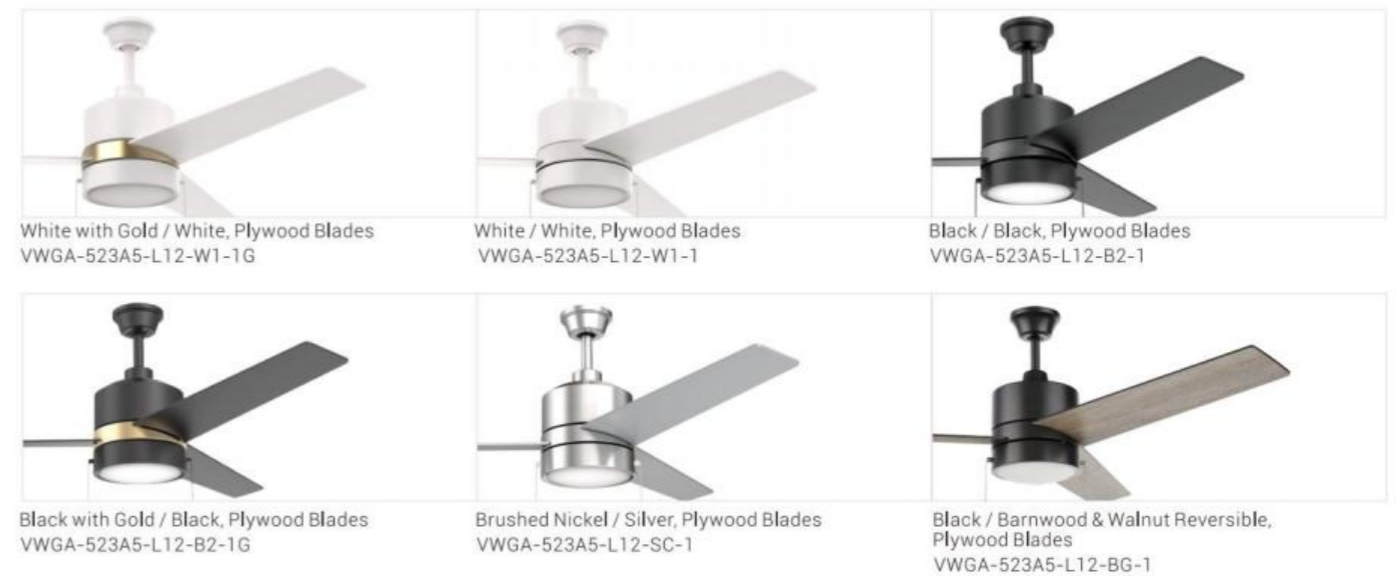 White with Gold / White, Plywood Blades
VWGA-523A5-L12-W1-1G
White / White, Plywood Blades
VWGA-523A5-L12-W1-1
Black / Black, Plywood Blades
VWGA-523A5-L12-B2-1
Black with Gold / Black, Plywood Blades
VWGA-523A5-L12-B2-1G
Brushed Nickel / Silver, Plywood Blades
VWGA-523A5-L12-SC-1
Black / Barnwood & Walnut Reversible,
Plywood Blades
VWGA-523A5-L12-BG-1